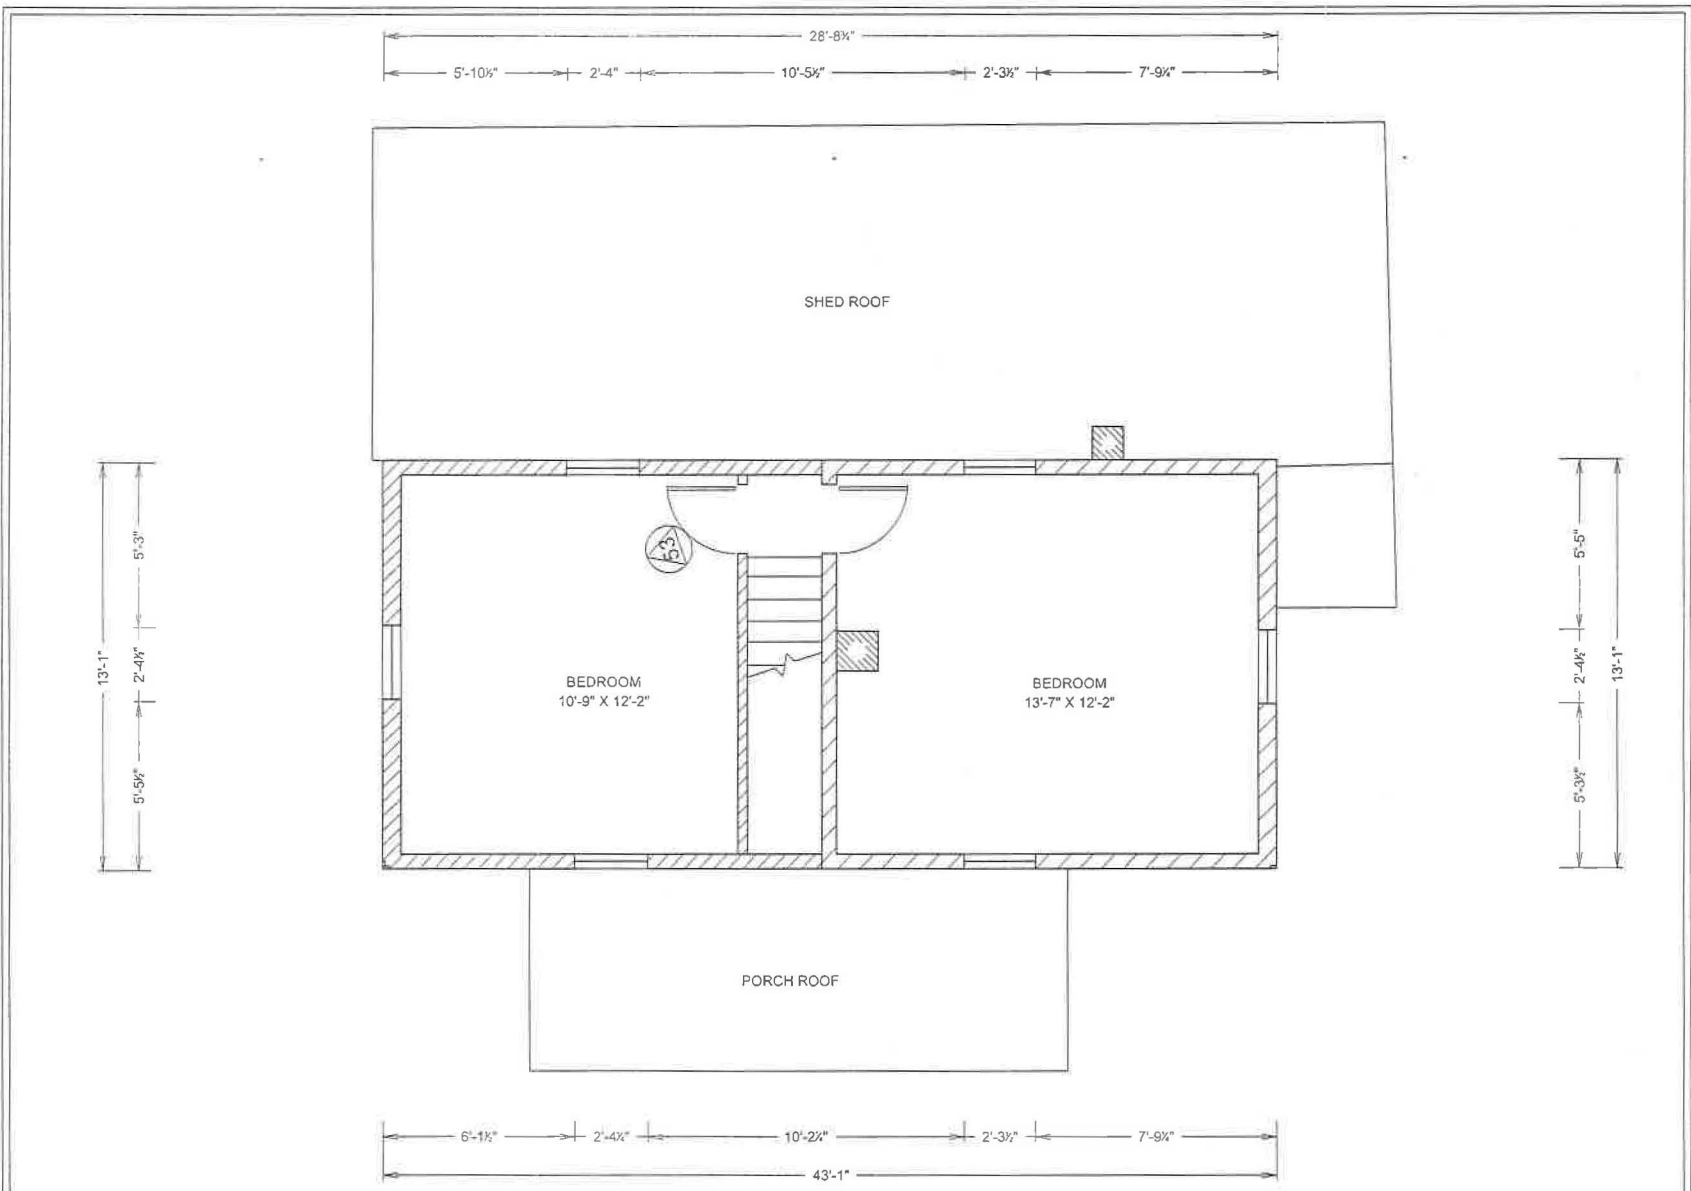 28'-8¾"
5'-10½" 2'-4" 10'-5½" 2'-3½" 7'-9¼"
SHED ROOF
53
13'-1"
5'-3"
2'-4½"
5'-5½"
BEDROOM
10'-9" X 12'-2"
BEDROOM
13'-7" X 12'-2"
5'-5"
2'-4½"
5'-3½"
13'-1"
PORCH ROOF
6'-1½" 2'-4¼" 10'-2¼" 2'-3½" 7'-9¼"
43'-1"